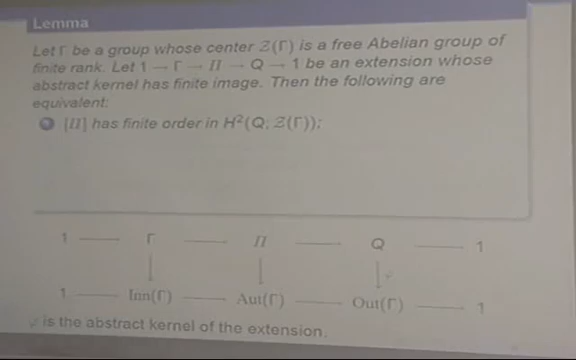 Lemma
Let Γ be a group whose center Z(Γ) is a free Abelian group of
finite rank. Let 1 → Γ → Π → Q → 1 be an extension whose
abstract kernel has finite image. Then the following are
equivalent:
[Π] has finite order in H²(Q; Z(Γ));
1 Γ Π Q 1
1 Inn(Γ) Aut(Γ) Out(Γ) 1
is the abstract kernel of the extension.